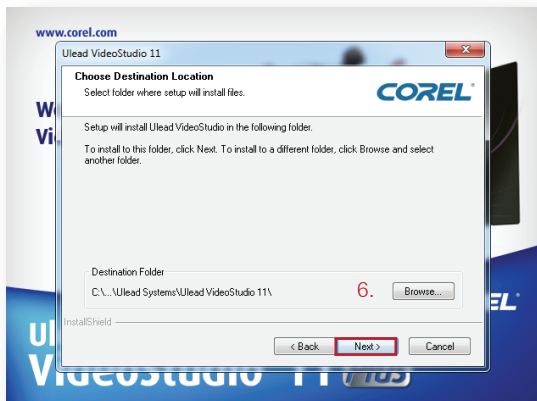 www.corel.com
Ulead VideoStudio 11
Choose Destination Location
Select folder where setup will install files.
COREL
Setup will install Ulead VideoStudio in the following folder.
To install to this folder, click Next. To install to a different folder, click Browse and select
another folder.
Destination Folder
C:\...\Ulead Systems\Ulead VideoStudio 11\
6.
Browse...
InstallShield
< Back
Next >
Cancel
VideoStudio 11 Plus